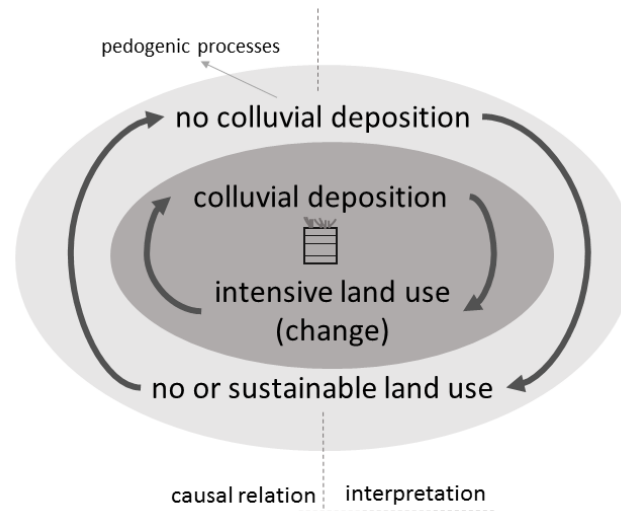 pedogenic processes
no colluvial deposition
colluvial deposition
intensive land use
(change)
no or sustainable land use
causal relation
interpretation